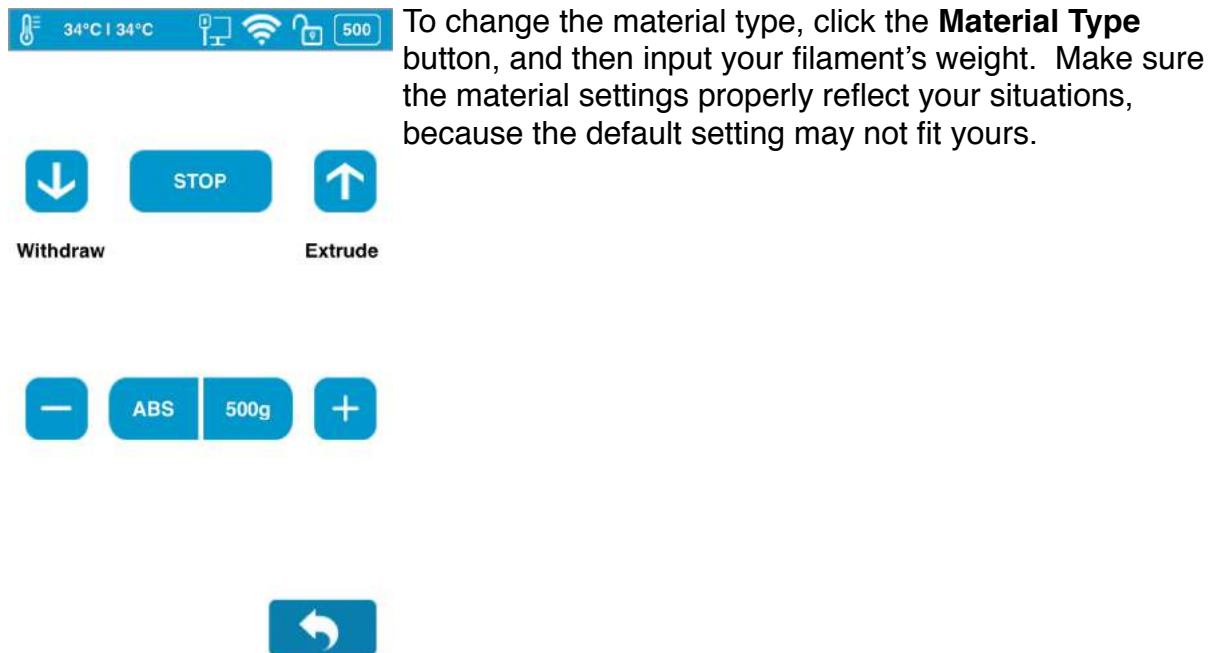 34°C | 34°C 500
To change the material type, click the Material Type
button, and then input your filament’s weight.  Make sure
the material settings properly reflect your situations,
because the default setting may not fit yours.
STOP
Withdraw Extrude
ABS 500g